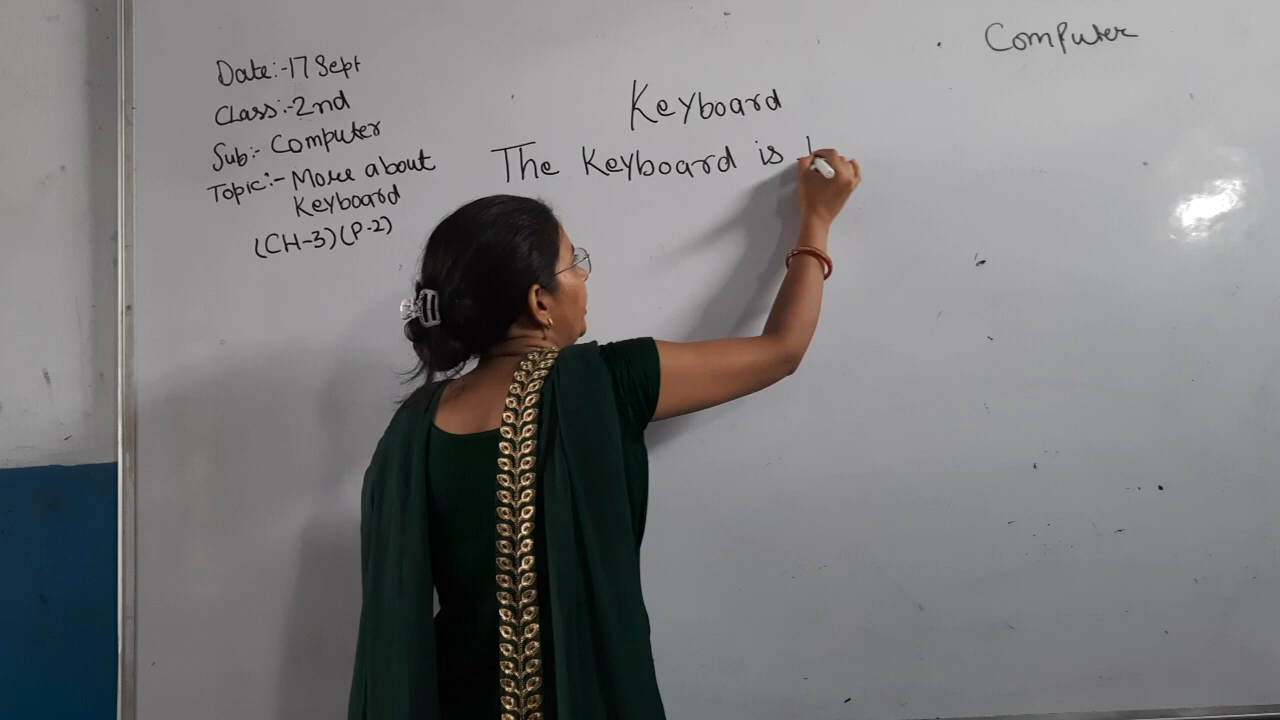 Date:-17 Sept
Class:-2nd
Sub:- Computer
Topic:- More about
Keyboard
(CH-3)(P-2)
Computer
Keyboard
The Keyboard is